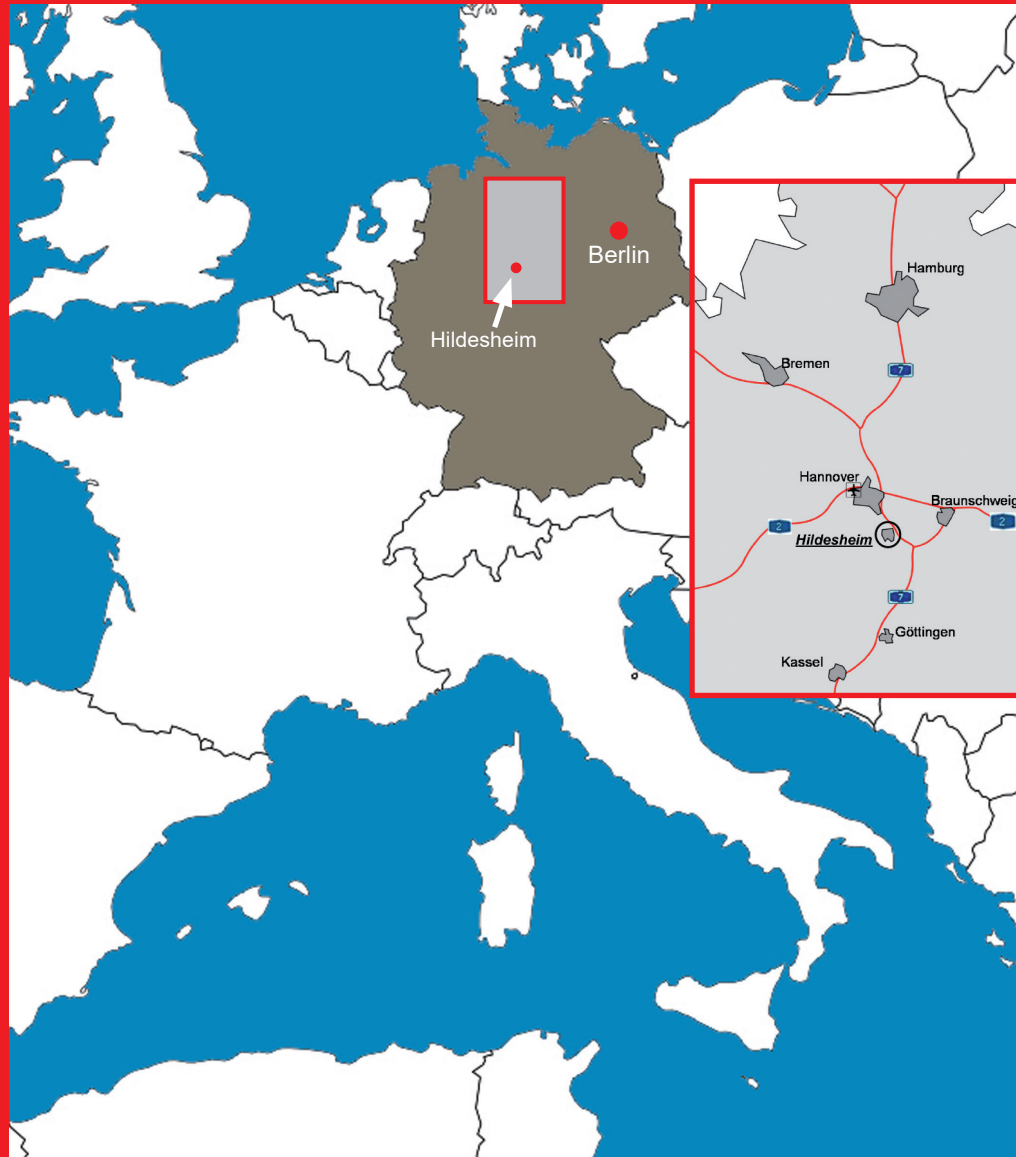 Berlin
Hildesheim
Hamburg
Bremen
7
Hannover
Braunschweig
2
2
Hildesheim
7
Göttingen
Kassel